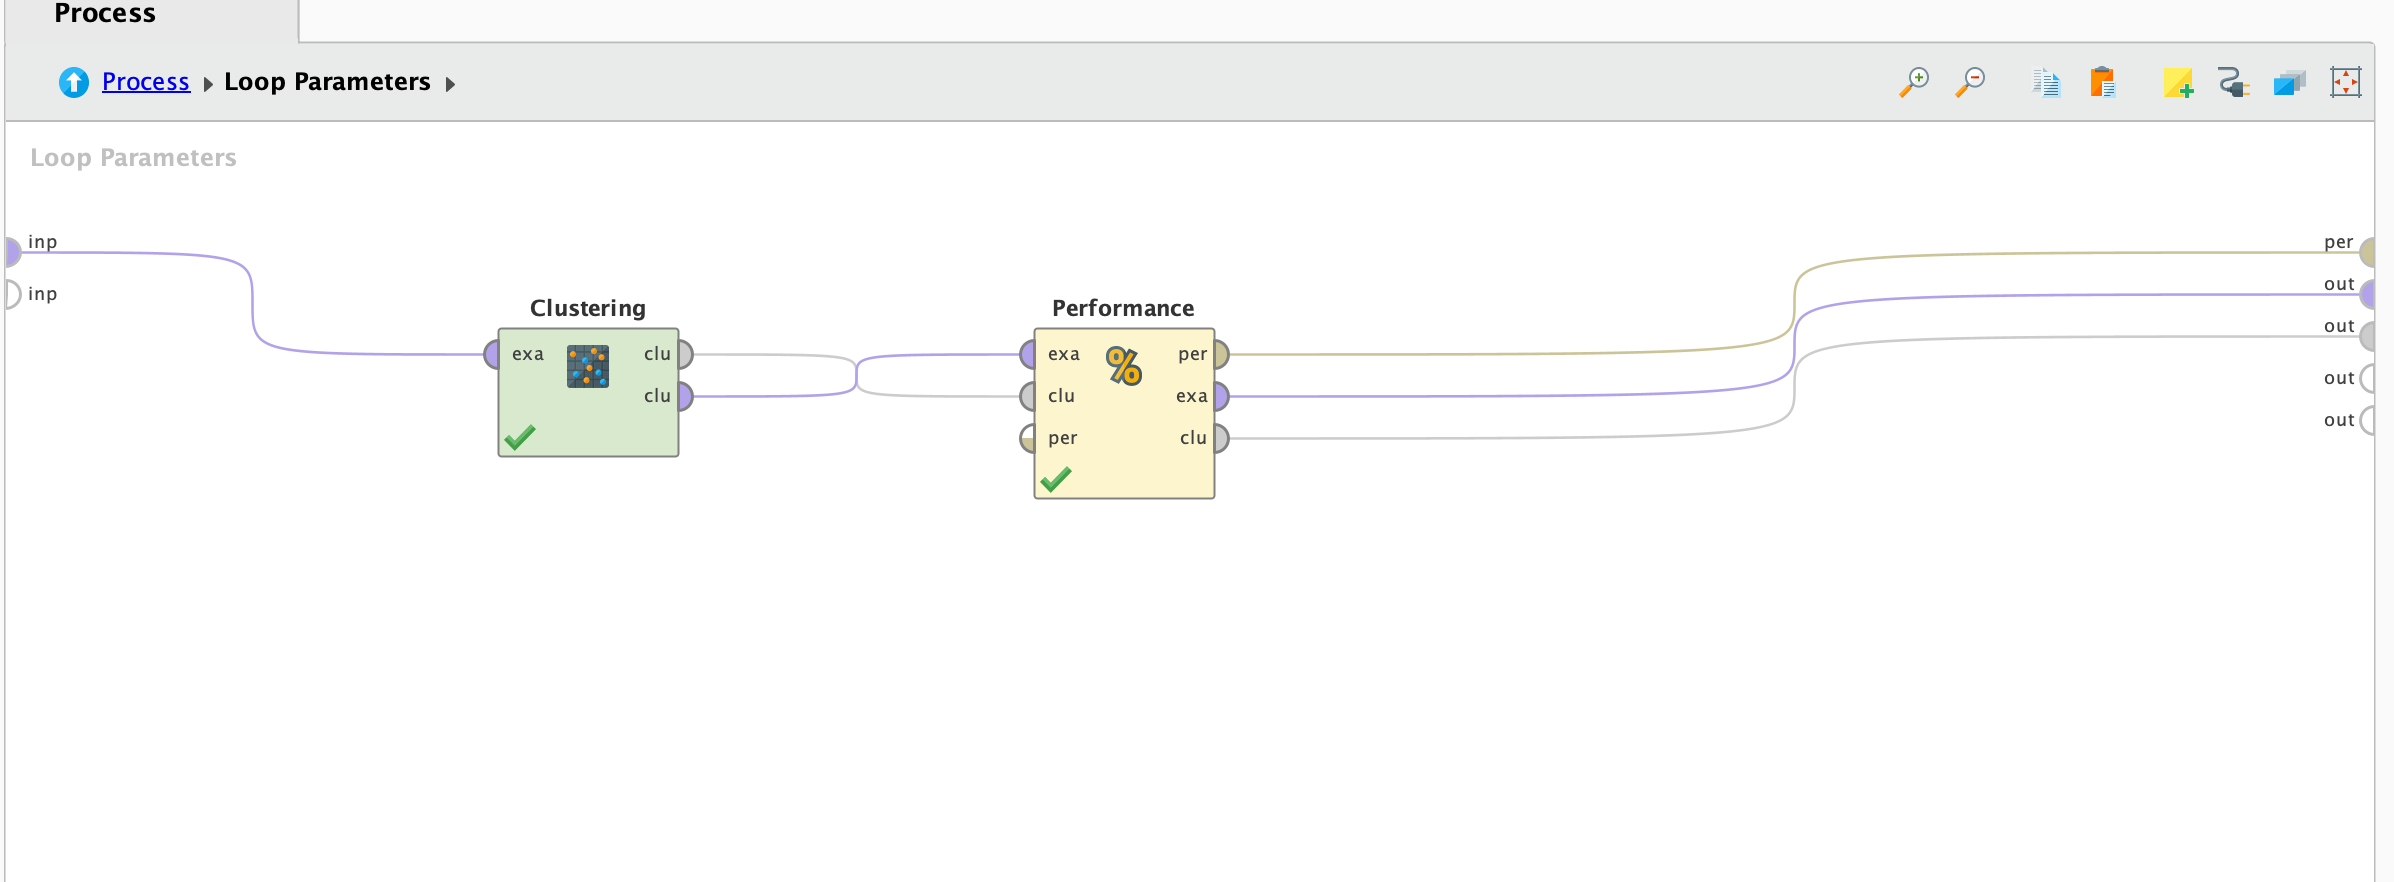 Process
Process Loop Parameters
Loop Parameters
inp
inp
Clustering
exa clu
clu
Performance
exa per
clu exa
per clu
per
out
out
out
out